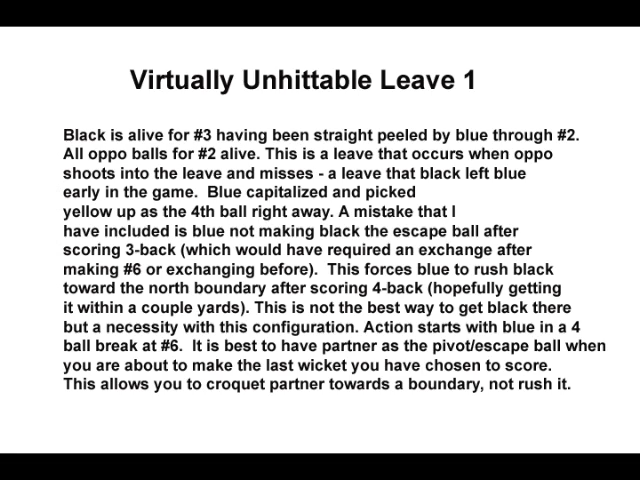 Virtually Unhittable Leave 1
Black is alive for #3 having been straight peeled by blue through #2.
All oppo balls for #2 alive. This is a leave that occurs when oppo
shoots into the leave and misses - a leave that black left blue
early in the game.  Blue capitalized and picked
yellow up as the 4th ball right away. A mistake that I
have included is blue not making black the escape ball after
scoring 3-back (which would have required an exchange after
making #6 or exchanging before).  This forces blue to rush black
toward the north boundary after scoring 4-back (hopefully getting
it within a couple yards). This is not the best way to get black there
but a necessity with this configuration. Action starts with blue in a 4
ball break at #6.  It is best to have partner as the pivot/escape ball when
you are about to make the last wicket you have chosen to score.
This allows you to croquet partner towards a boundary, not rush it.